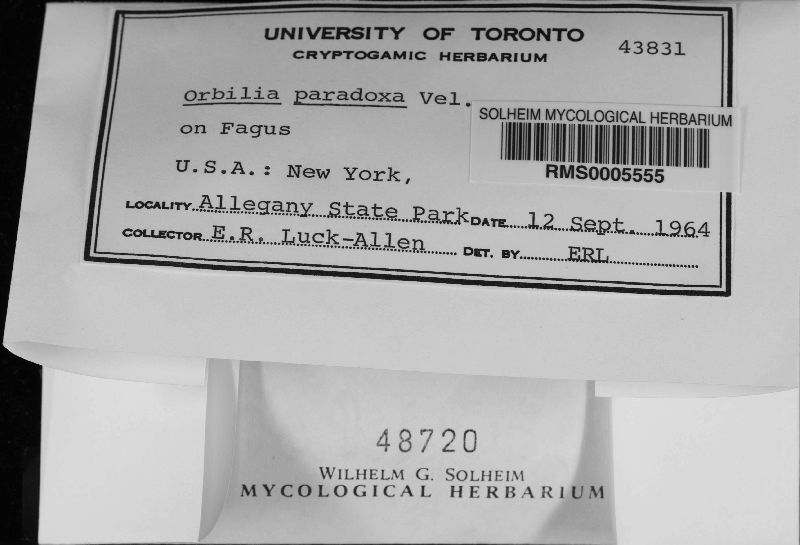 UNIVERSITY OF TORONTO
CRYPTOGAMIC HERBARIUM
43831
Orbilia paradoxa Vel.
on Fagus
U.S.A.: New York,
LOCALITY Allegany State Park DATE 12 Sept. 1964
COLLECTOR E.R. Luck-Allen DET. BY ERL
SOLHEIM MYCOLOGICAL HERBARIUM
RMS0005555
48720
WILHELM G. SOLHEIM
MYCOLOGICAL HERBARIUM